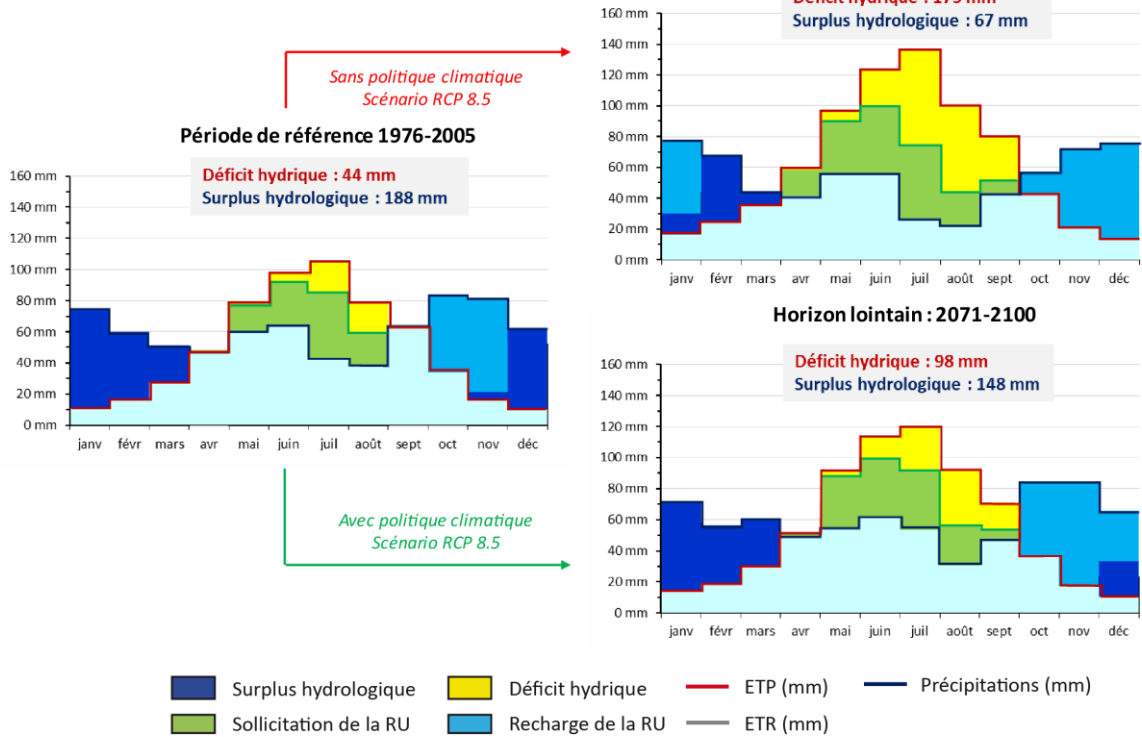 Déficit hydrique : 175 mm
Surplus hydrologique : 67 mm
Sans politique climatique
Scénario RCP 8.5
160 mm
140 mm
120 mm
100 mm
80 mm
60 mm
40 mm
20 mm
0 mm
janv févr mars avr mai juin juil août sept oct nov déc
Période de référence 1976-2005
Déficit hydrique : 44 mm
Surplus hydrologique : 188 mm
160 mm
140 mm
120 mm
100 mm
80 mm
60 mm
40 mm
20 mm
0 mm
janv févr mars avr mai juin juil août sept oct nov déc
Avec politique climatique
Scénario RCP 8.5
Horizon lointain : 2071-2100
Déficit hydrique : 98 mm
Surplus hydrologique : 148 mm
160 mm
140 mm
120 mm
100 mm
80 mm
60 mm
40 mm
20 mm
0 mm
janv févr mars avr mai juin juil août sept oct nov déc
Surplus hydrologique Déficit hydrique ETP (mm) Précipitations (mm)
Sollicitation de la RU Recharge de la RU ETR (mm)